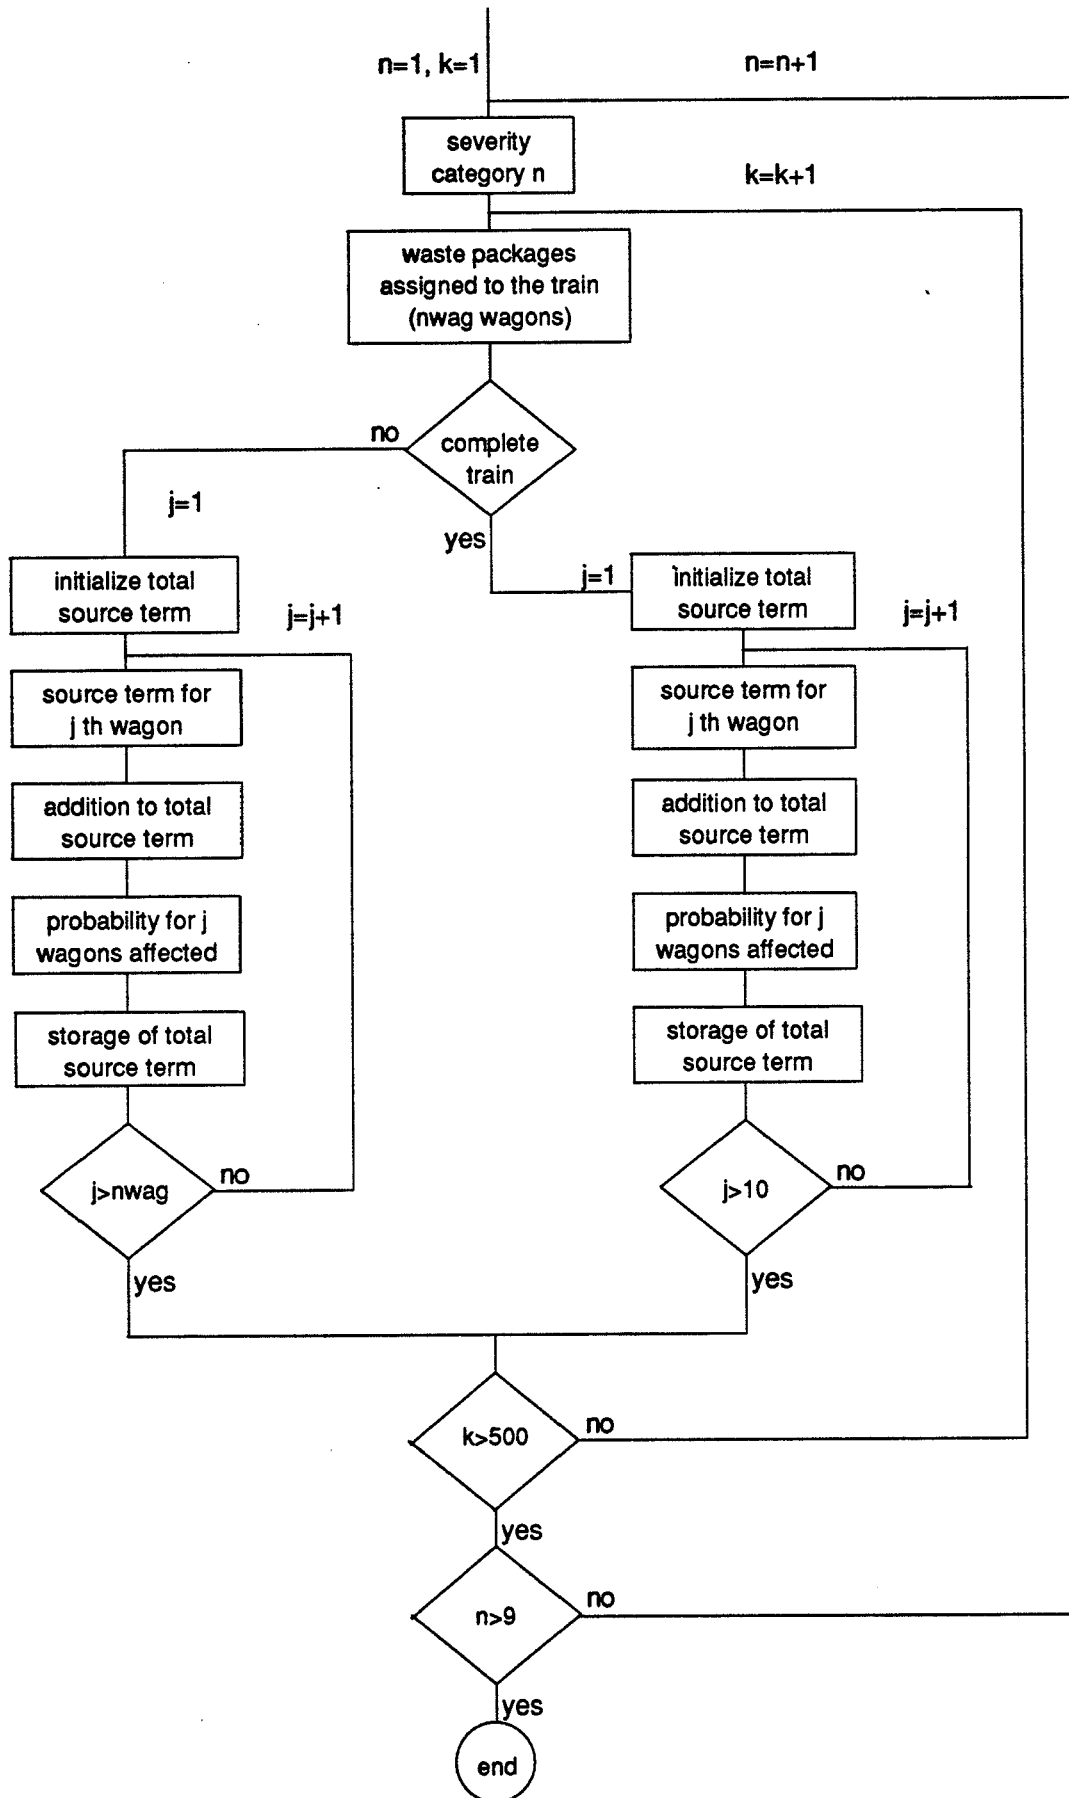 n=1, k=1
n=n+1
severity
category n
k=k+1
waste packages
assigned to the train
(nwag wagons)
complete
train
no
yes
j=1
initialize total
source term
j=j+1
source term for
j th wagon
addition to total
source term
probability for j
wagons affected
storage of total
source term
j>nwag
no
yes
j=1
initialize total
source term
j=j+1
source term for
j th wagon
addition to total
source term
probability for j
wagons affected
storage of total
source term
j>10
no
yes
k>500
no
yes
n>9
no
yes
end